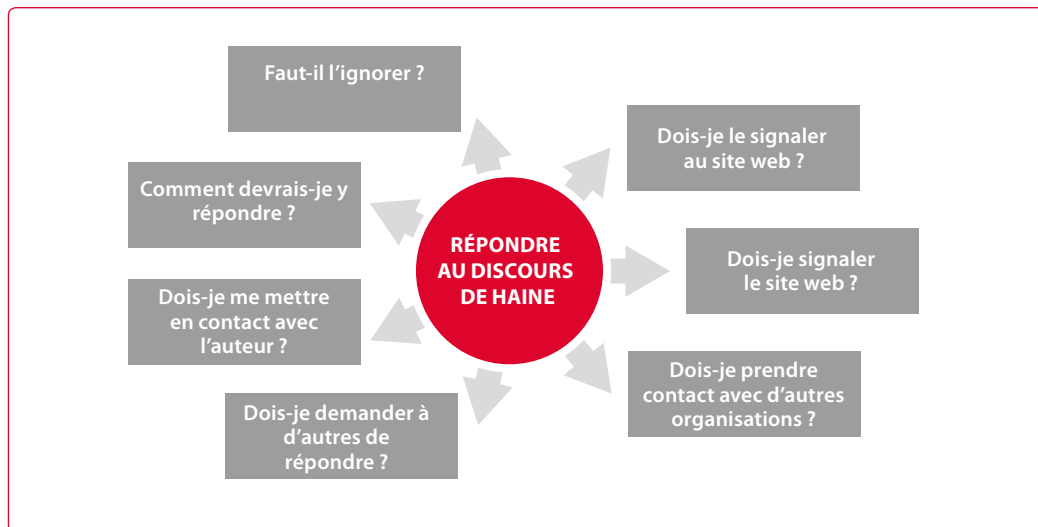 Faut-il l’ignorer ?
Dois-je le signaler
au site web ?
Comment devrais-je y
répondre ?
RÉPONDRE
AU DISCOURS
DE HAINE
Dois-je signaler
le site web ?
Dois-je me mettre
en contact avec
l’auteur ?
Dois-je prendre
contact avec d’autres
organisations ?
Dois-je demander à
d’autres de
répondre ?